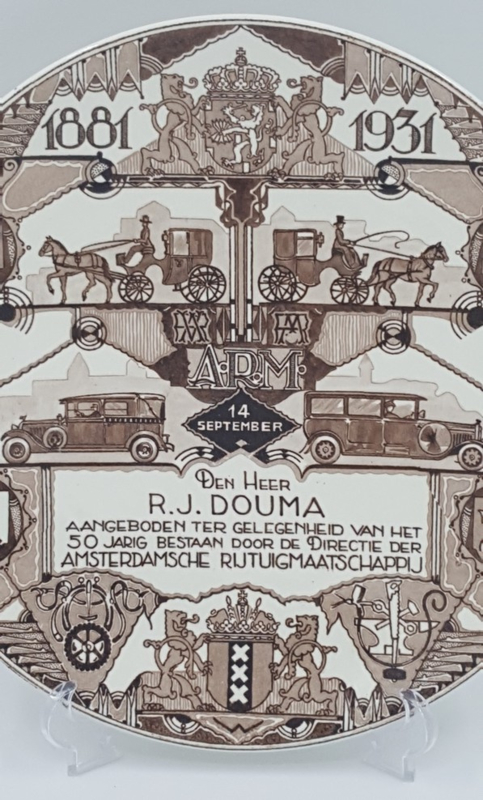 1881 1931
A.R.M.
14
SEPTEMBER
DEN HEER
R.J. DOUMA
AANGEBODEN TER GELEGENHEID VAN HET
50 JARIG BESTAAN DOOR DE DIRECTIE DER
AMSTERDAMSCHE RIJTUIGMAATSCHAPPIJ